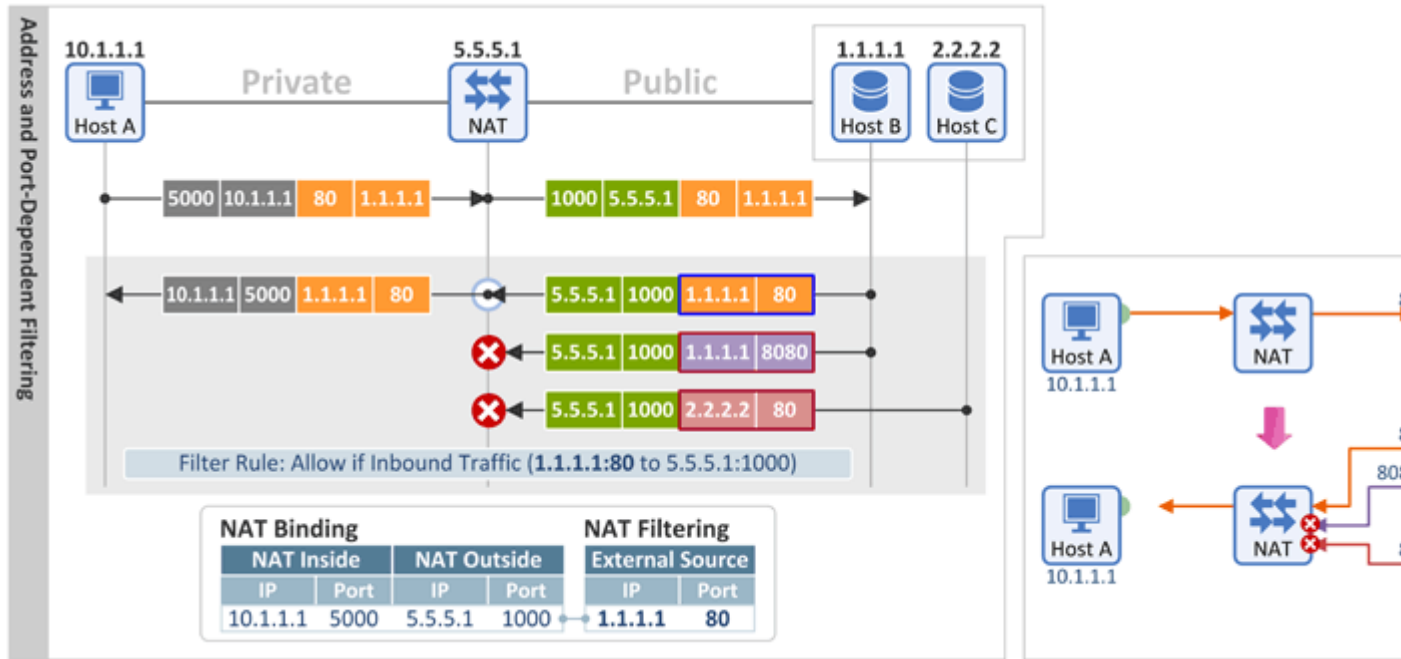 Address and Port-Dependent Filtering
10.1.1.1 5.5.5.1 1.1.1.1 2.2.2.2
Private Public
Host A NAT Host B Host C
5000 10.1.1.1 80 1.1.1.1 1000 5.5.5.1 80 1.1.1.1
10.1.1.1 5000 1.1.1.1 80 5.5.5.1 1000 1.1.1.1 80
5.5.5.1 1000 1.1.1.1 8080
5.5.5.1 1000 2.2.2.2 80
Filter Rule: Allow if Inbound Traffic (1.1.1.1:80 to 5.5.5.1:1000)
NAT Binding NAT Filtering
NAT Inside NAT Outside External Source
IP Port IP Port IP Port
10.1.1.1 5000 5.5.5.1 1000 1.1.1.1 80
Host A NAT
10.1.1.1
Host A NAT
10.1.1.1